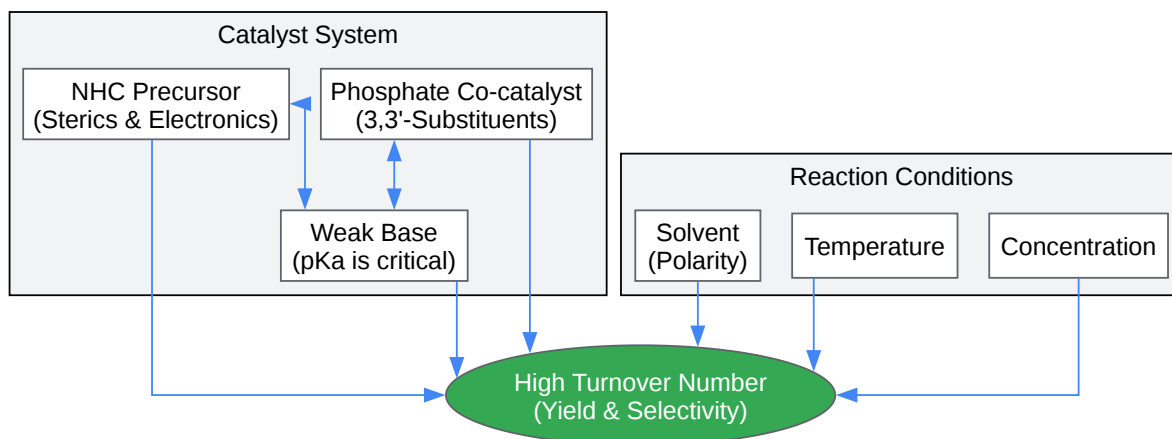 Catalyst System
NHC Precursor
(Sterics & Electronics)
Phosphate Co-catalyst
(3,3'-Substituents)
Weak Base
(pKa is critical)
Reaction Conditions
Solvent
(Polarity)
Temperature
Concentration
High Turnover Number
(Yield & Selectivity)